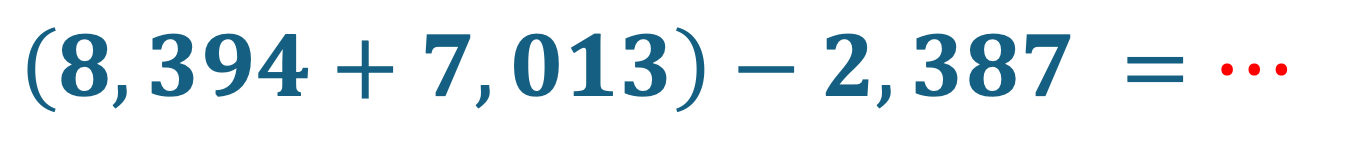 (8,394 + 7,013) − 2,387 = ⋯